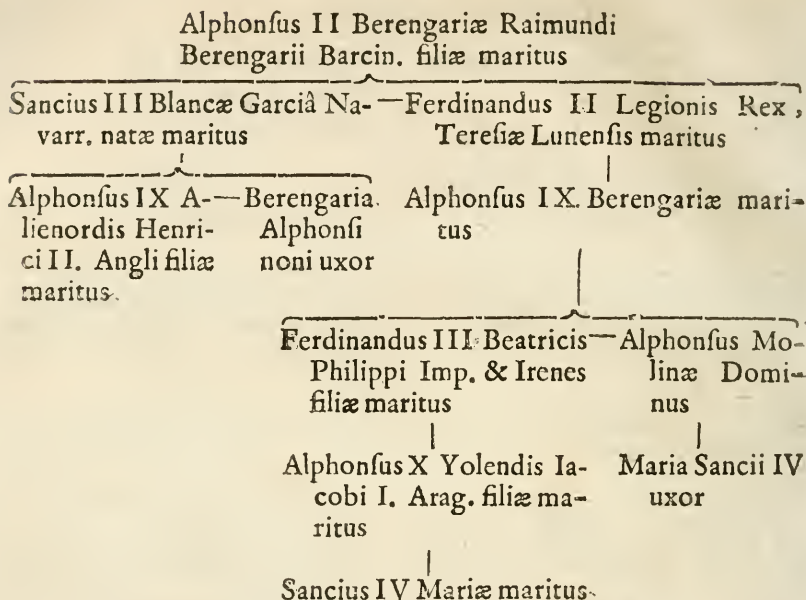 Alphonſus II Berengariæ Raimundi
Berengarii Barcin. filiæ maritus
Sancius III Blancæ Garciâ Na-
varr. natæ maritus
—Ferdinandus II Legionis Rex,
Tereſiæ Lunenſis maritus
Alphonſus IX A-
lienordis Henri-
ci II. Angli filiæ
maritus.
—Berengaria.
Alphonſi
noni uxor
Alphonſus IX. Berengariæ mari-
tus
Ferdinandus III Beatricis
Philippi Imp. & Irenes
filiæ maritus
—Alphonſus Mo-
linæ Domi-
nus
Alphonſus X Yolendis Ia-
cobi I. Arag. filiæ ma-
ritus
Maria Sancii IV
uxor
Sancius IV Mariæ maritus.